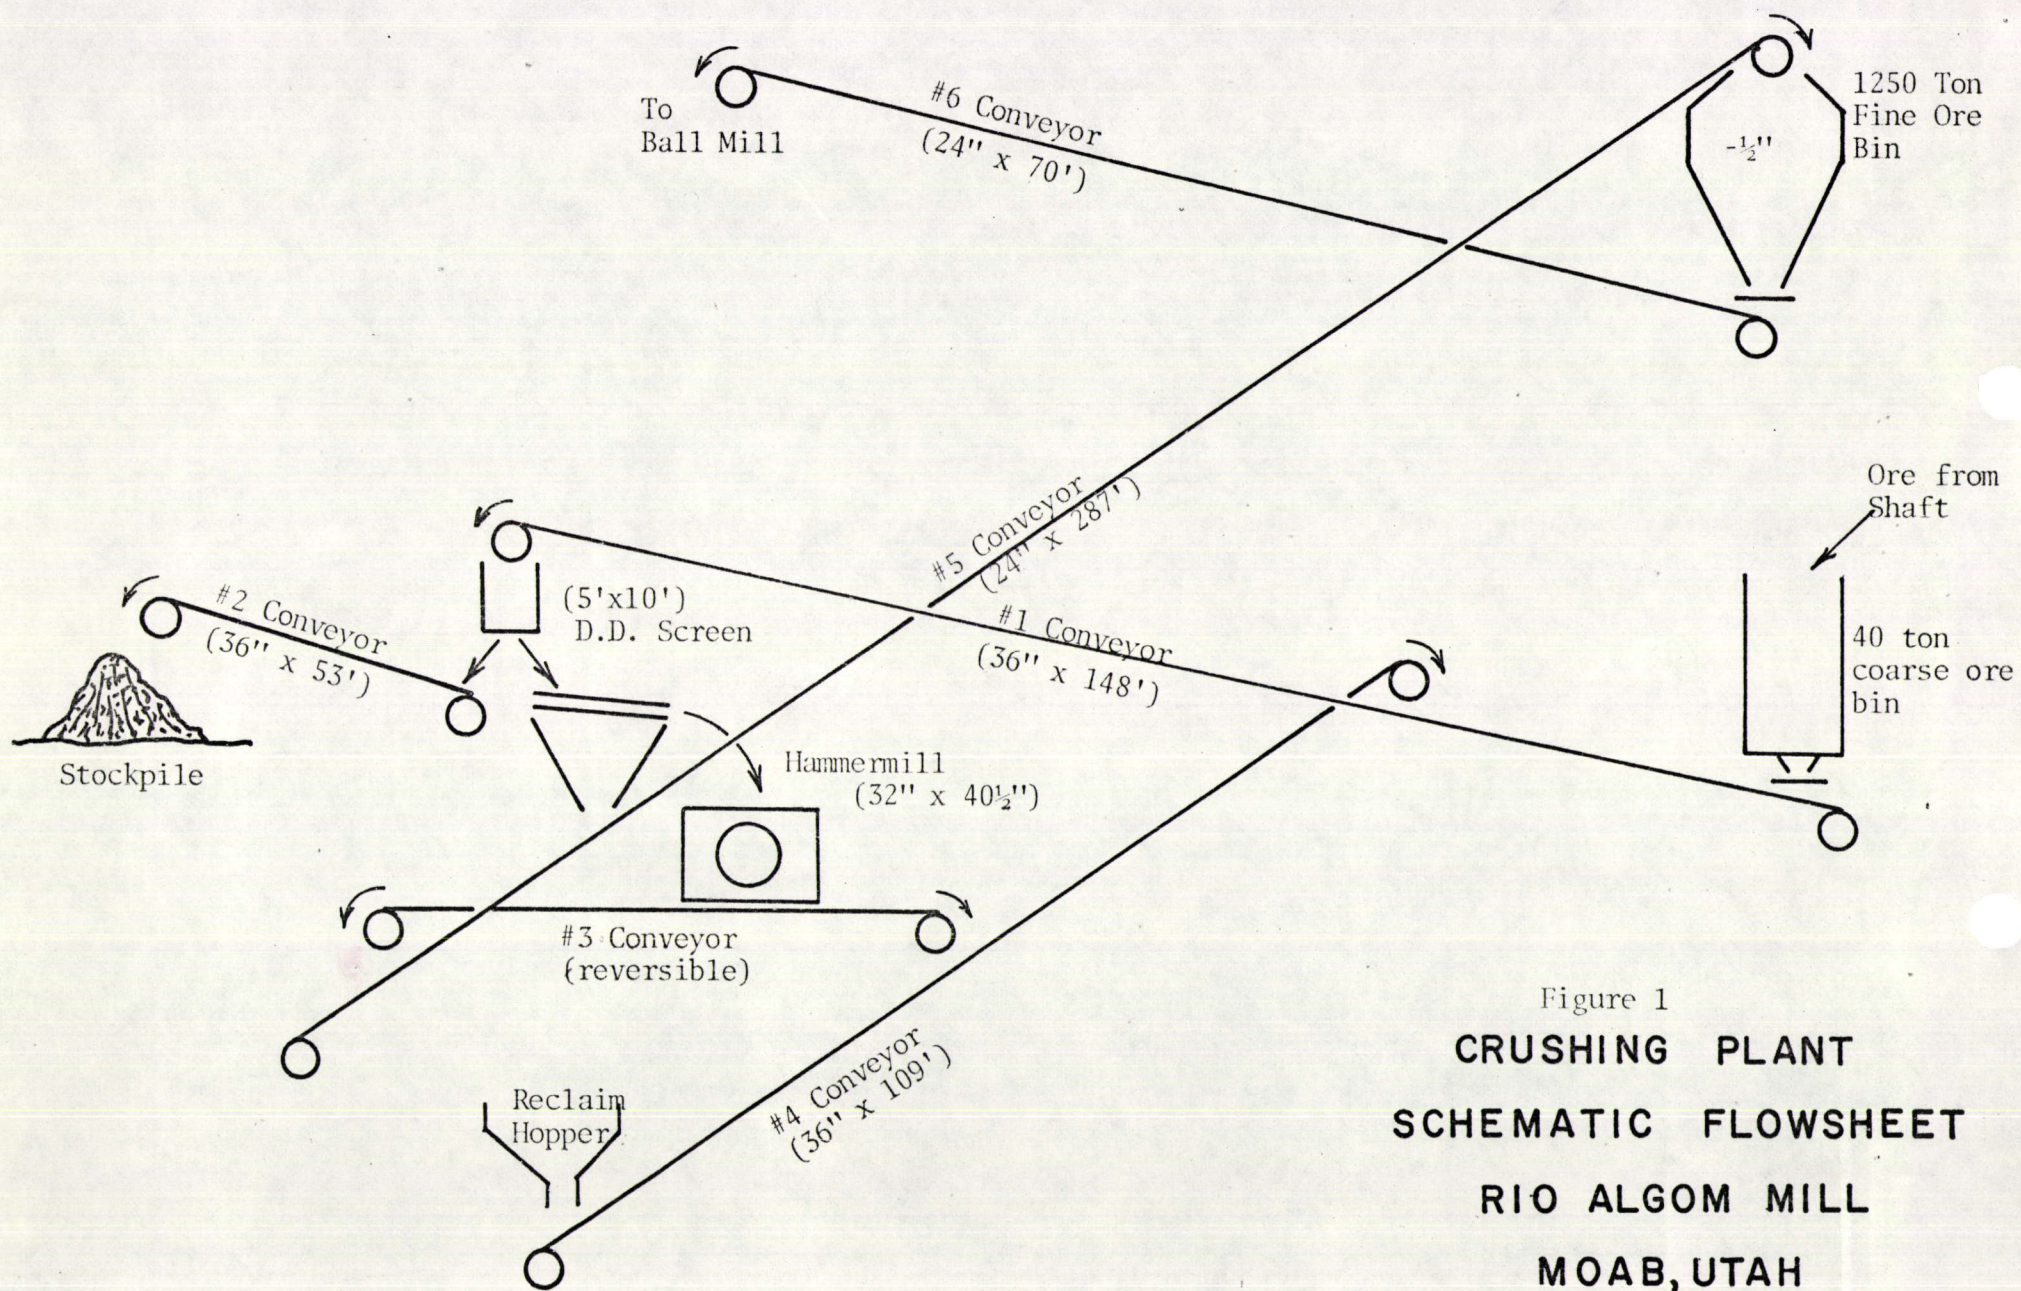 To
Ball Mill
#6 Conveyor
(24" x 70')
1250 Ton
Fine Ore
Bin
-½"
Ore from
Shaft
#5 Conveyor
(24" x 287')
#2 Conveyor
(36" x 53')
(5'x10')
D.D. Screen
#1 Conveyor
(36" x 148')
40 ton
coarse ore
bin
Stockpile
Hammermill
(32" x 40½")
#3 Conveyor
(reversible)
Reclaim
Hopper
#4 Conveyor
(36" x 109')
Figure 1
CRUSHING PLANT
SCHEMATIC FLOWSHEET
RIO ALGOM MILL
MOAB, UTAH